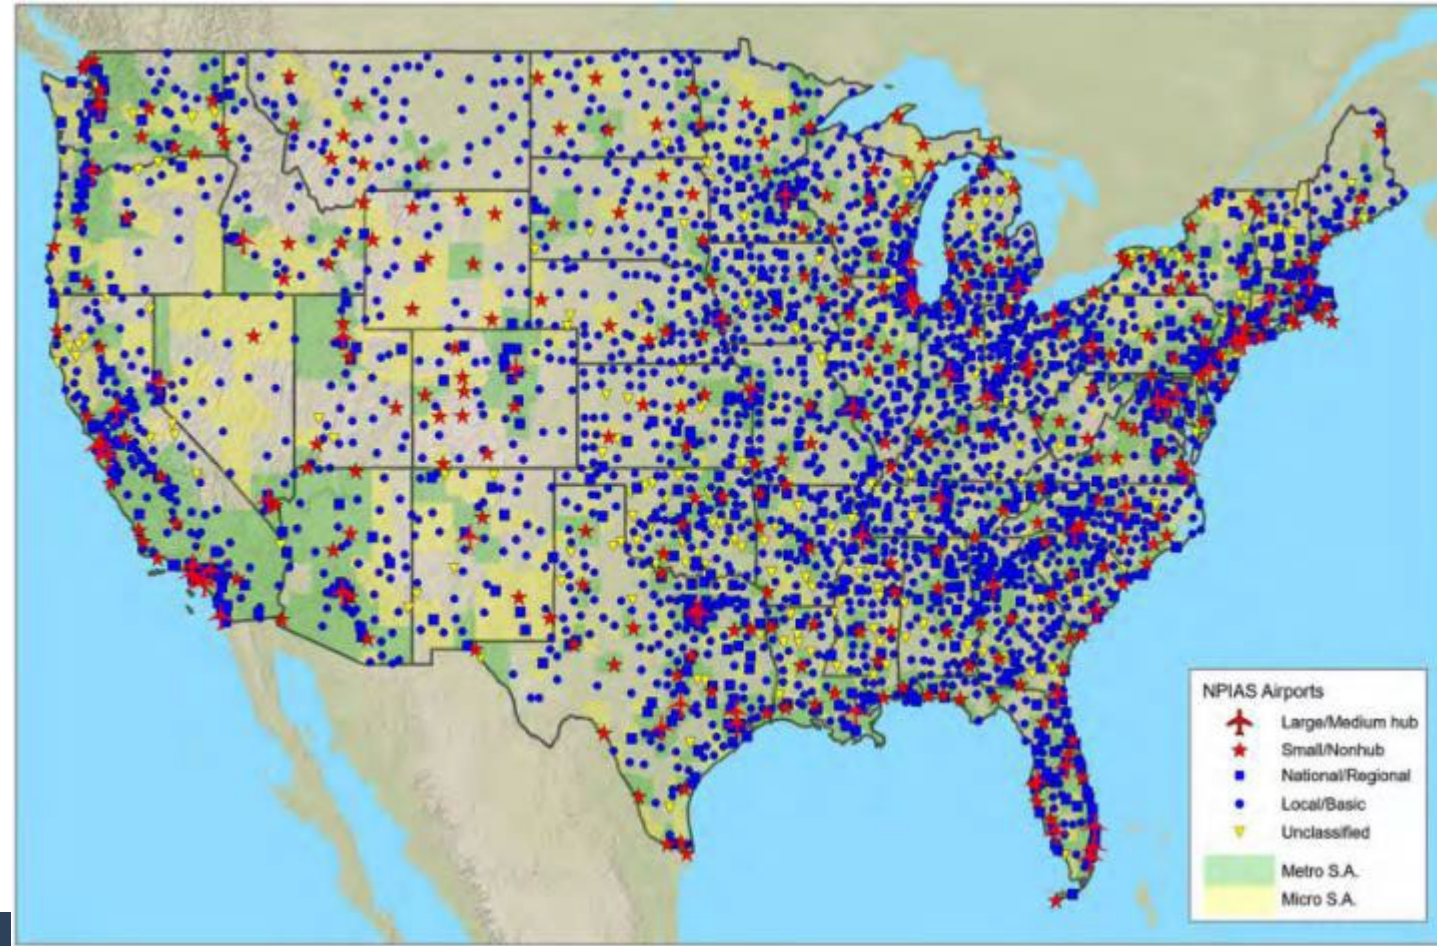 NPIAS Airports
Large/Medium hub
Small/Nonhub
National/Regional
Local/Basic
Unclassified
Metro S.A.
Micro S.A.